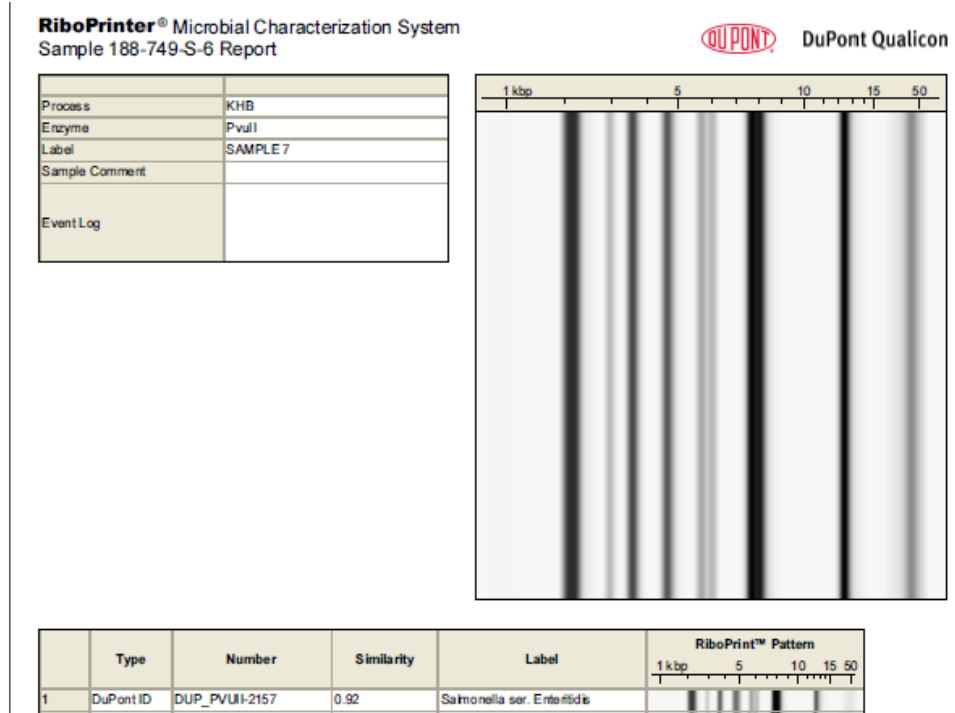 RiboPrinter® Microbial Characterization System
Sample 188-749-S-6 Report
DUPONT DuPont Qualicon
Process KHB
Enzyme PvuII
Label SAMPLE 7
Sample Comment
Event Log
1 kbp 5 10 15 50
Type Number Similarity Label RiboPrint™ Pattern
1 kbp 5 10 15 50
1 DuPont ID DUP_PVUII-2157 0.92 Salmonella ser. Enteritidis